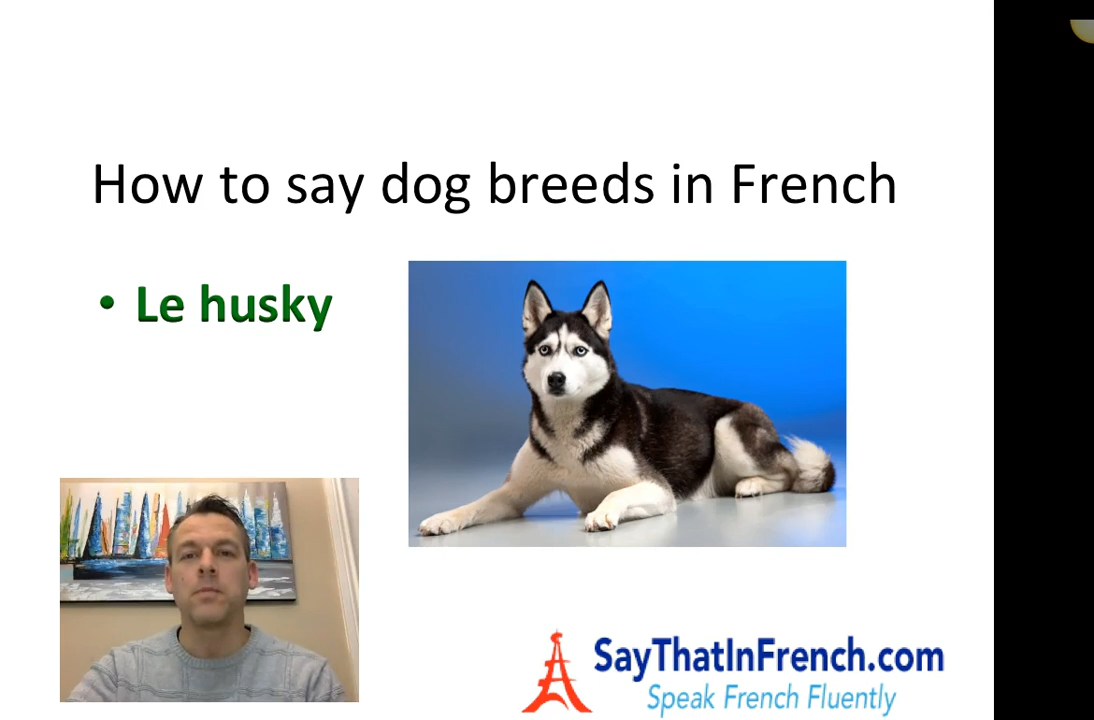 How to say dog breeds in French
• Le husky
SayThatInFrench.com
Speak French Fluently